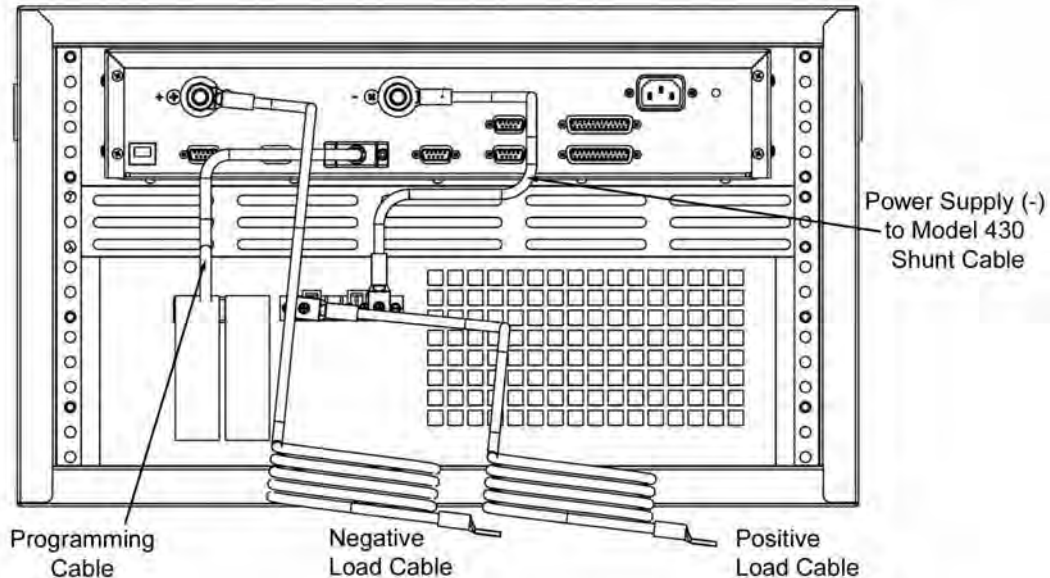 +
-
Power Supply (-)
to Model 430
Shunt Cable
Programming
Cable
Negative
Load Cable
Positive
Load Cable